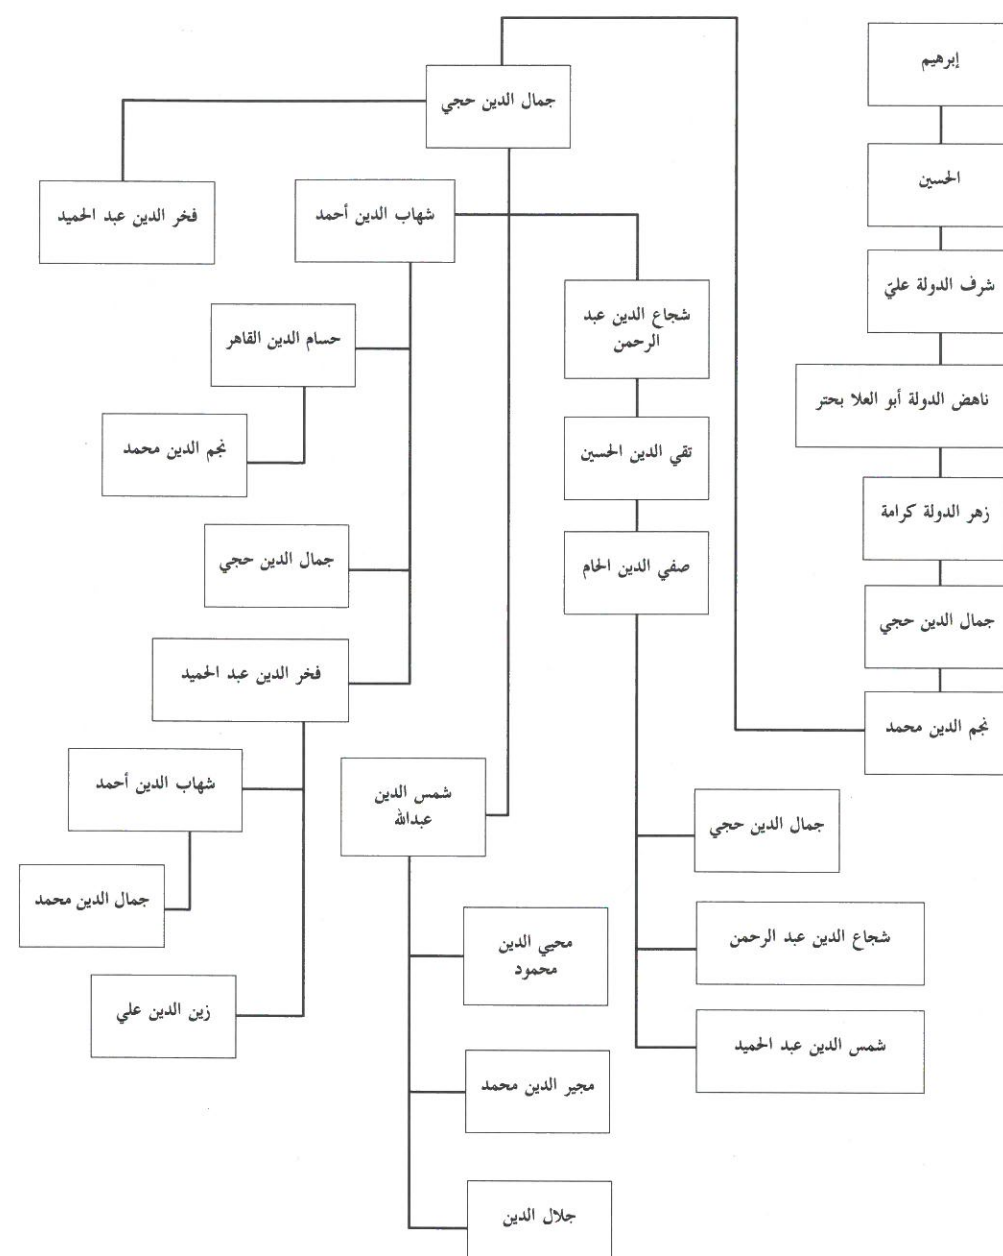 إبرهيم
الحسين
شرف الدولة عليّ
ناهض الدولة أبو العلا بحتر
زهر الدولة كرامة
جمال الدين حجي
نجم الدين محمد
جمال الدين حجي
فخر الدين عبد الحميد
شهاب الدين أحمد
شجاع الدين عبد
الرحمن
تقي الدين الحسين
صفي الدين الحام
جمال الدين حجي
شجاع الدين عبد الرحمن
شمس الدين عبد الحميد
حسام الدين القاهر
نجم الدين محمد
جمال الدين حجي
فخر الدين عبد الحميد
شهاب الدين أحمد
جمال الدين محمد
زين الدين علي
شمس الدين
عبدالله
محيي الدين
محمود
مجير الدين محمد
جلال الدين